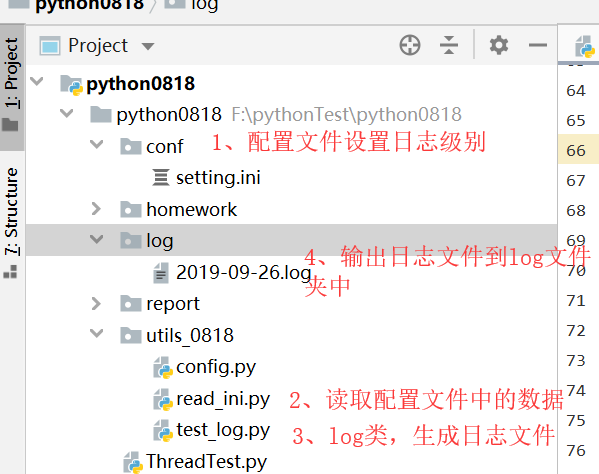 python0818 log
1: Project
7: Structure
Project
python0818
python0818 F:\pythonTest\python0818
conf
1、配置文件设置日志级别
setting.ini
homework
log
4、输出日志文件到log文件
夹中
2019-09-26.log
report
utils_0818
config.py
read_ini.py
2、读取配置文件中的数据
test_log.py
3、log类，生成日志文件
ThreadTest.py
64
65
66
67
68
69
70
71
72
73
74
75
76